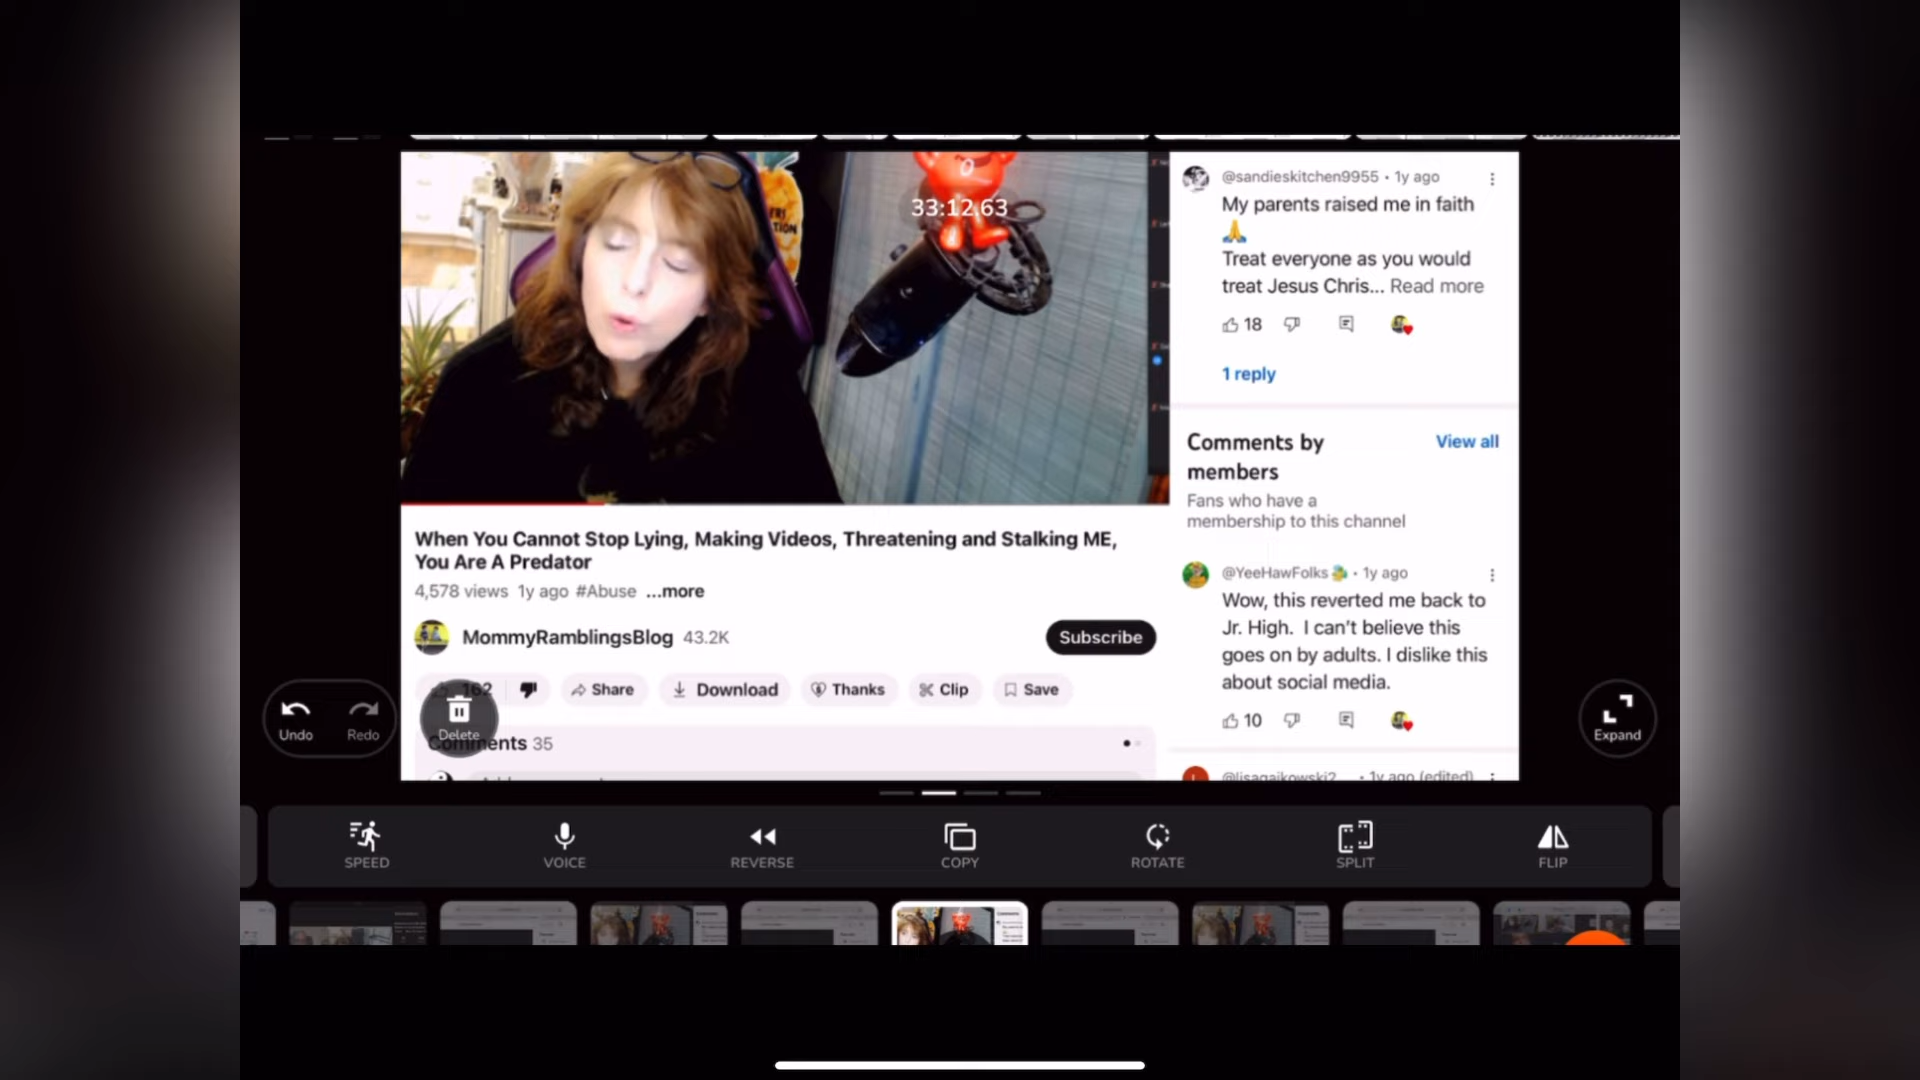 33:12.63
When You Cannot Stop Lying, Making Videos, Threatening and Stalking ME,
You Are A Predator
4,578 views 1y ago #Abuse ...more
MommyRamblingsBlog 43.2K
Subscribe
162
Share
Download
Thanks
Clip
Save
Comments 35
@sandieskitchen9955 • 1y ago
My parents raised me in faith
🙏
Treat everyone as you would
treat Jesus Chris... Read more
18
1 reply
Comments by
members
View all
Fans who have a
membership to this channel
@YeeHawFolks • 1y ago
Wow, this reverted me back to
Jr. High. I can't believe this
goes on by adults. I dislike this
about social media.
10
• 1y ago (edited)
Undo
Redo
Delete
Expand
SPEED
VOICE
REVERSE
COPY
ROTATE
SPLIT
FLIP